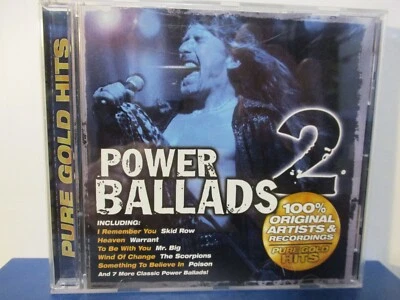 PURE GOLD HITS
POWER
BALLADS 2
INCLUDING:
I Remember You Skid Row
Heaven Warrant
To Be With You Mr. Big
Wind Of Change The Scorpions
Something To Believe In Poison
And 7 More Classic Power Ballads!
100%
ORIGINAL
ARTISTS &
RECORDINGS
PURE GOLD
HITS